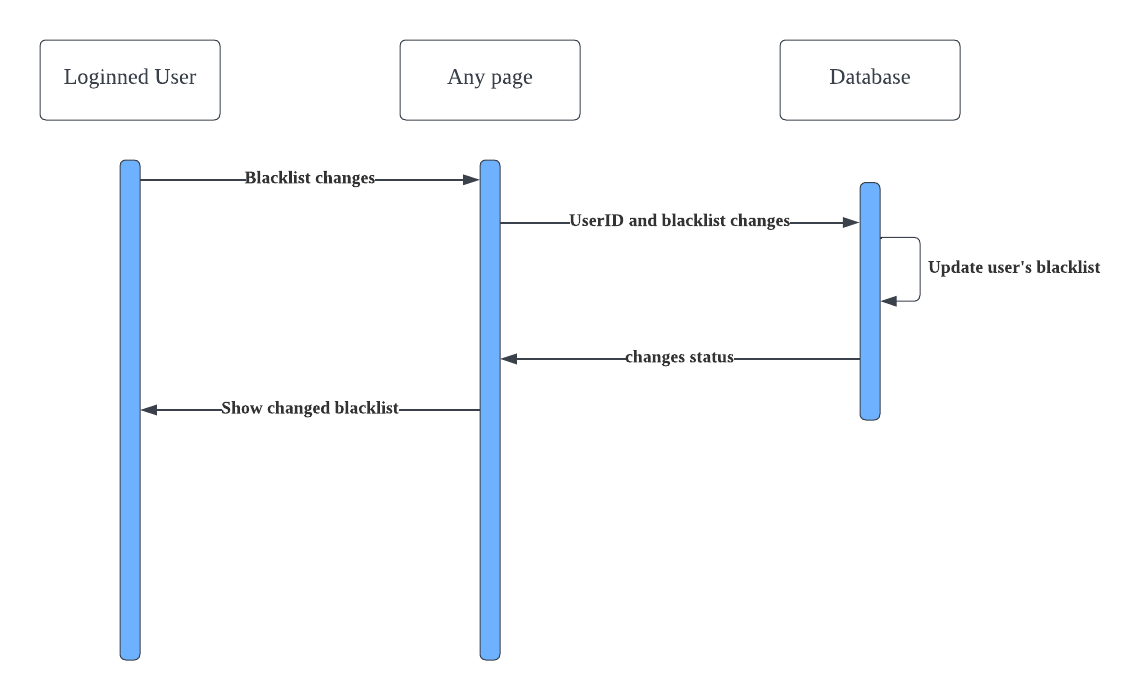 Loginned User
Any page
Database
Blacklist changes
UserID and blacklist changes
Update user's blacklist
changes status
Show changed blacklist